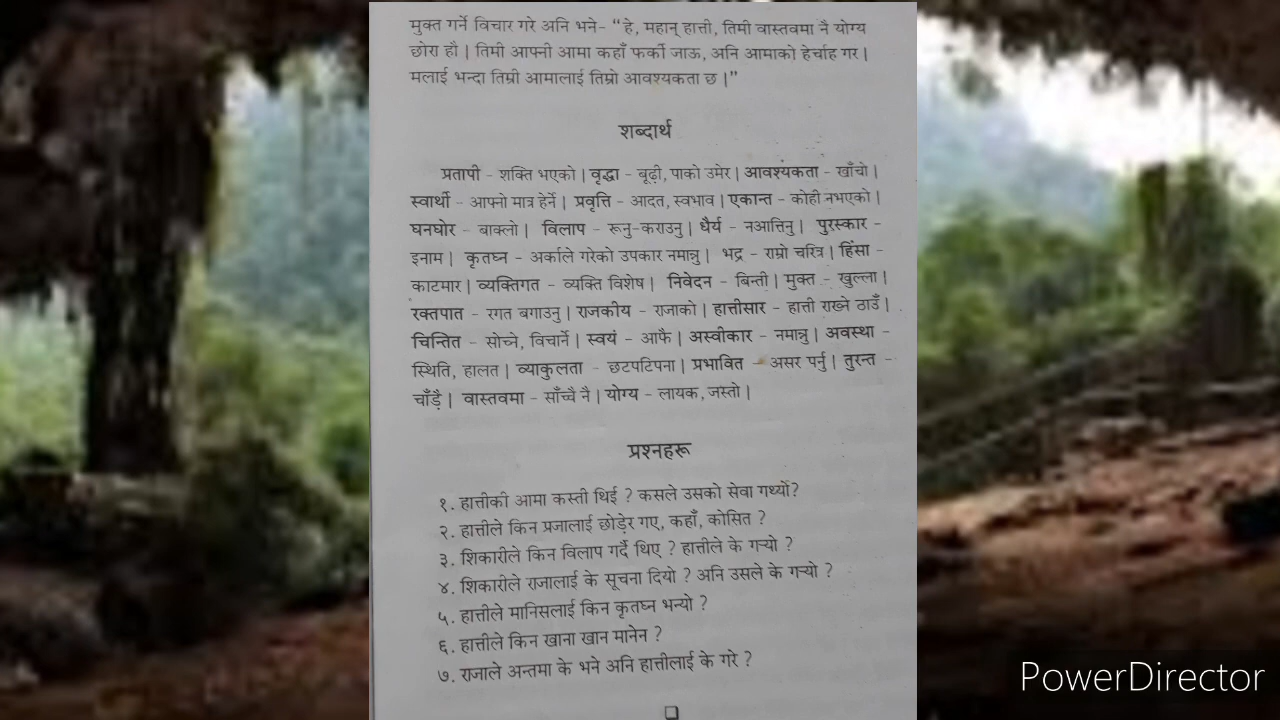 मुक्त गर्ने विचार गरे अनि भने- “हे, महान् हात्ती, तिमी वास्तवमा नै योग्य
छोरा हौ | तिमी आफ्नी आमा कहाँ फर्की जाऊ, अनि आमाको हेर्चाह गर |
मलाई भन्दा तिम्री आमालाई तिम्रो आवश्यकता छ |”
शब्दार्थ
प्रतापी - शक्ति भएको | वृद्धा - बूढी, पाको उमेर | आवश्यकता - खाँचो |
स्वार्थी - आफ्नो मात्र हेर्ने | प्रवृत्ति - आदत, स्वभाव | एकान्त - कोही नभएको |
घनघोर - बाक्लो | विलाप - रूनु-कराउनु | धैर्य - नआत्तिनु | पुरस्कार -
इनाम | कृतघ्न - अर्काले गरेको उपकार नमान्नु | भद्र - राम्रो चरित्र | हिंसा -
काटमार | व्यक्तिगत - व्यक्ति विशेष | निवेदन - बिन्ती | मुक्त - खुल्ला |
रक्तपात - रगत बगाउनु | राजकीय - राजाको | हात्तीसार - हात्ती राख्ने ठाउँ |
चिन्तित - सोच्ने, विचार्ने | स्वयं - आफै | अस्वीकार - नमान्नु | अवस्था -
स्थिति, हालत | व्याकुलता - छटपटिपना | प्रभावित - असर पर्नु | तुरन्त -
चाँड़ै | वास्तवमा - साँच्चै नै | योग्य - लायक, जस्तो |
प्रश्नहरू
१. हात्तीकी आमा कस्ती थिई ? कसले उसको सेवा गर्थ्यो?
२. हात्तीले किन प्रजालाई छोड़ेर गए, कहाँ, कोसित ?
३. शिकारीले किन विलाप गर्दै थिए ? हात्तीले के गऱ्यो ?
४. शिकारीले राजालाई के सूचना दियो ? अनि उसले के गऱ्यो ?
५. हात्तीले मानिसलाई किन कृतघ्न भन्यो ?
६. हात्तीले किन खाना खान मानेन ?
७. राजाले अन्तमा के भने अनि हात्तीलाई के गरे ?
PowerDirector